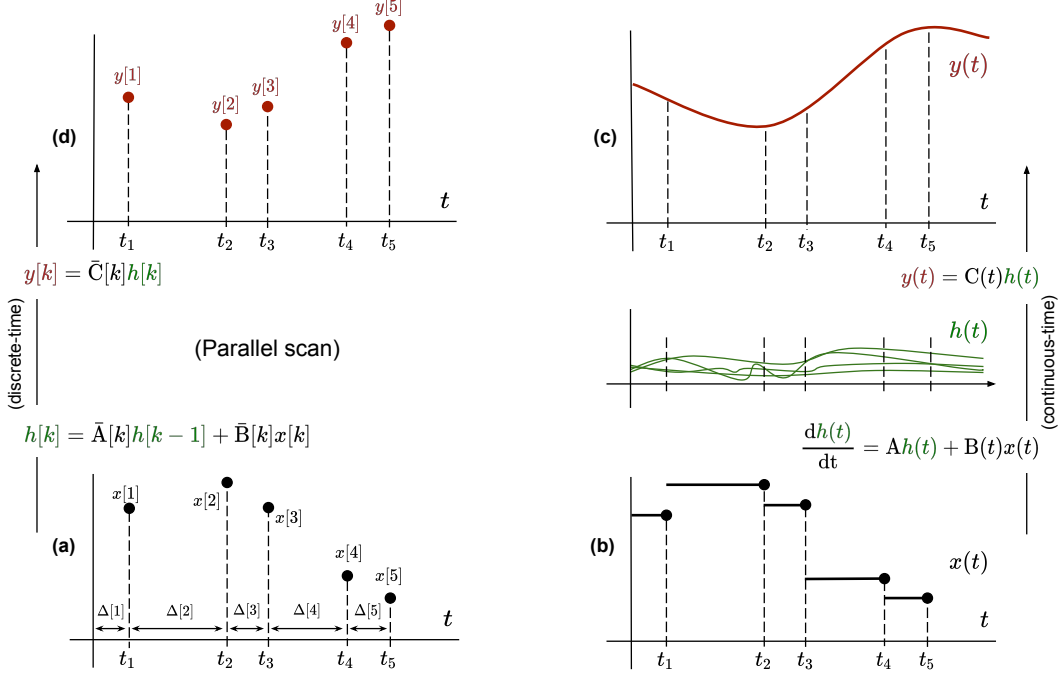 y[1]
y[2]
y[3]
y[4]
y[5]
(d)
t
t₁ t₂ t₃ t₄ t₅
y[k] = C̄[k]h[k]
(discrete-time)
(Parallel scan)
h[k] = Ā[k]h[k − 1] + B̄[k]x[k]
x[1]
x[2]
x[3]
x[4]
x[5]
(a)
Δ[1] Δ[2] Δ[3] Δ[4] Δ[5]
t
t₁ t₂ t₃ t₄ t₅
y(t)
(c)
t
t₁ t₂ t₃ t₄ t₅
y(t) = C(t)h(t)
h(t)
(continuous-time)
dh(t)/dt = Ah(t) + B(t)x(t)
(b)
x(t)
t
t₁ t₂ t₃ t₄ t₅